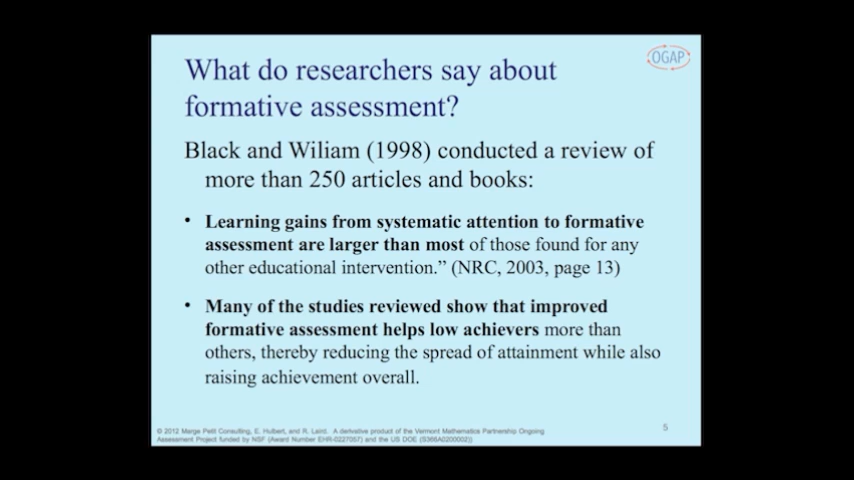 OGAP
What do researchers say about
formative assessment?
Black and Wiliam (1998) conducted a review of
more than 250 articles and books:
• Learning gains from systematic attention to formative
assessment are larger than most of those found for any
other educational intervention.” (NRC, 2003, page 13)
• Many of the studies reviewed show that improved
formative assessment helps low achievers more than
others, thereby reducing the spread of attainment while also
raising achievement overall.
© 2012 Marge Petit Consulting, E. Hulbert, and R. Laird. A derivative product of the Vermont Mathematics Partnership Ongoing
Assessment Project funded by NSF (Award Number EHR-0227057) and the US DOE (S366A0200002))
5